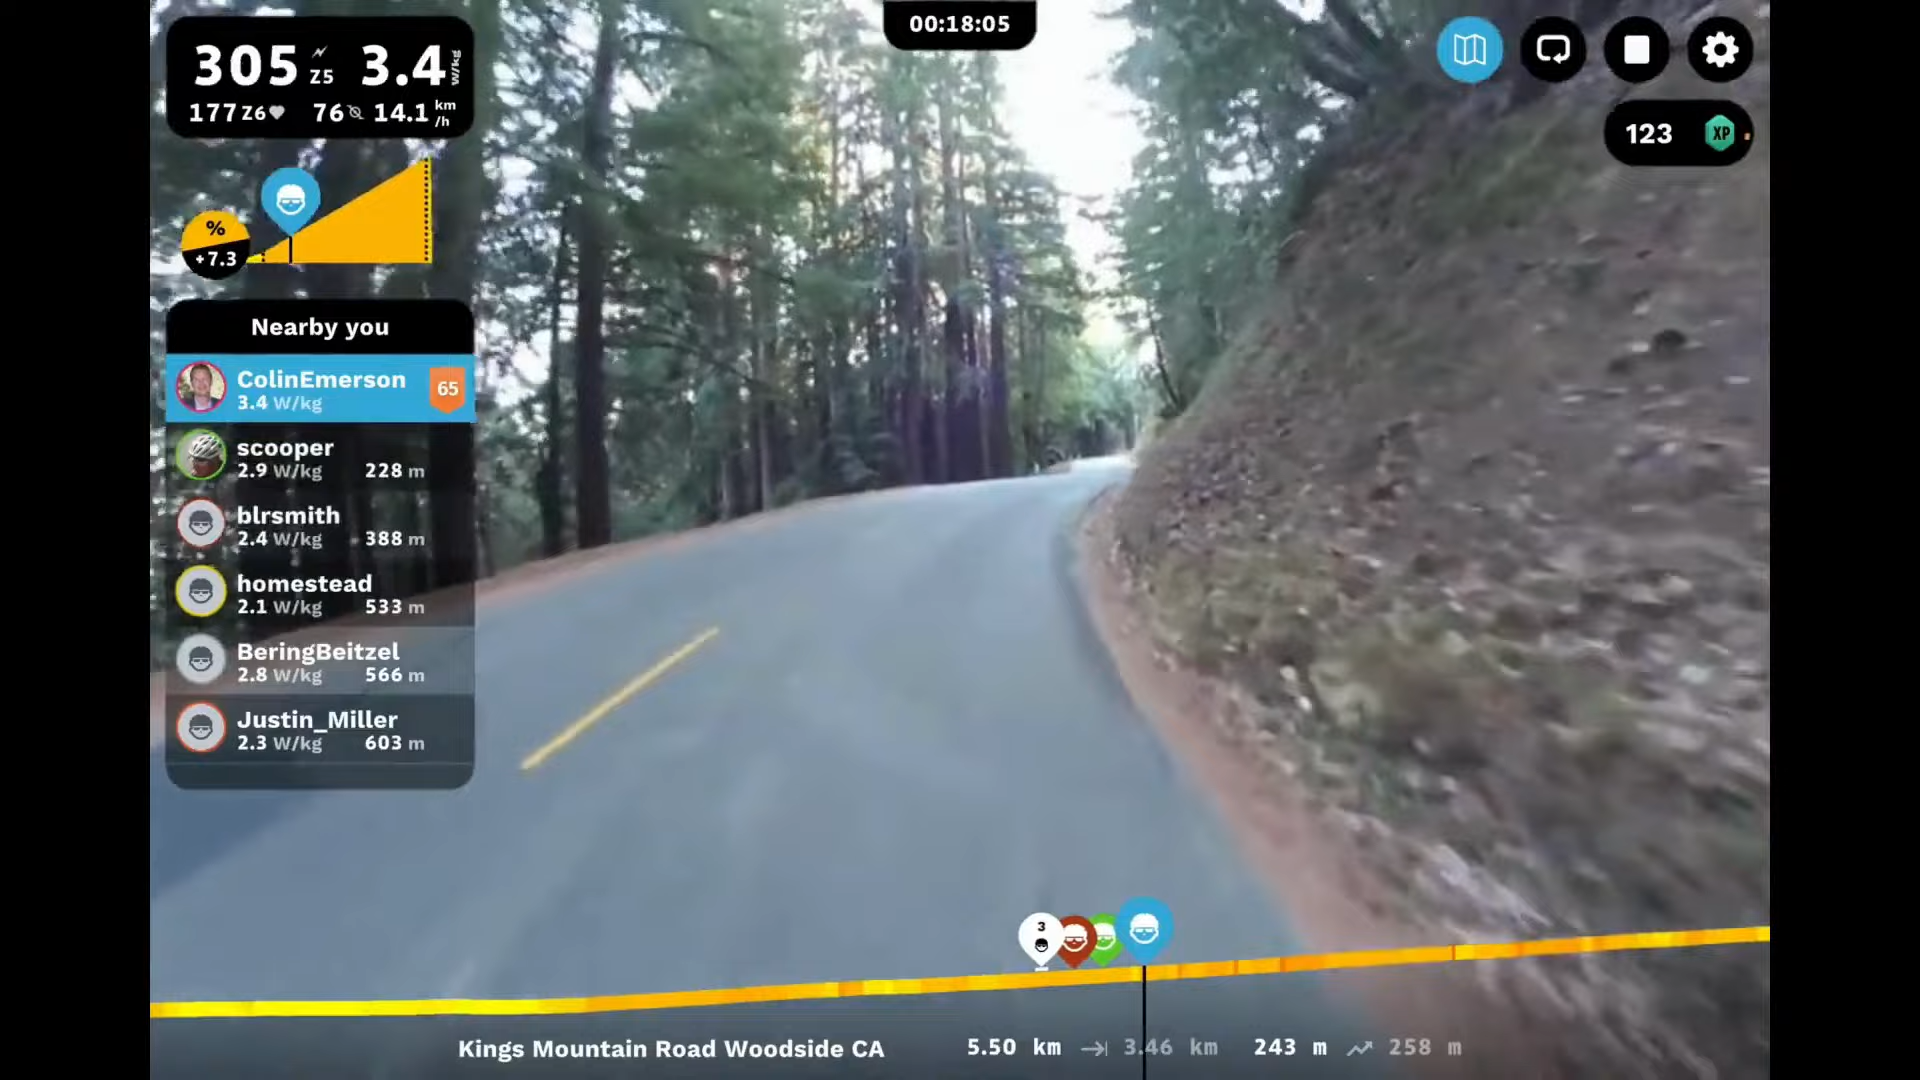 305 Z5 3.4 W/kg
177 Z6 76 14.1 km/h
00:18:05
123 XP
%
+7.3
Nearby you
ColinEmerson
3.4 W/kg
65
scooper
2.9 W/kg 228 m
blrsmith
2.4 W/kg 388 m
homestead
2.1 W/kg 533 m
BeringBeitzel
2.8 W/kg 566 m
Justin_Miller
2.3 W/kg 603 m
3
Kings Mountain Road Woodside CA 5.50 km 3.46 km 243 m 258 m